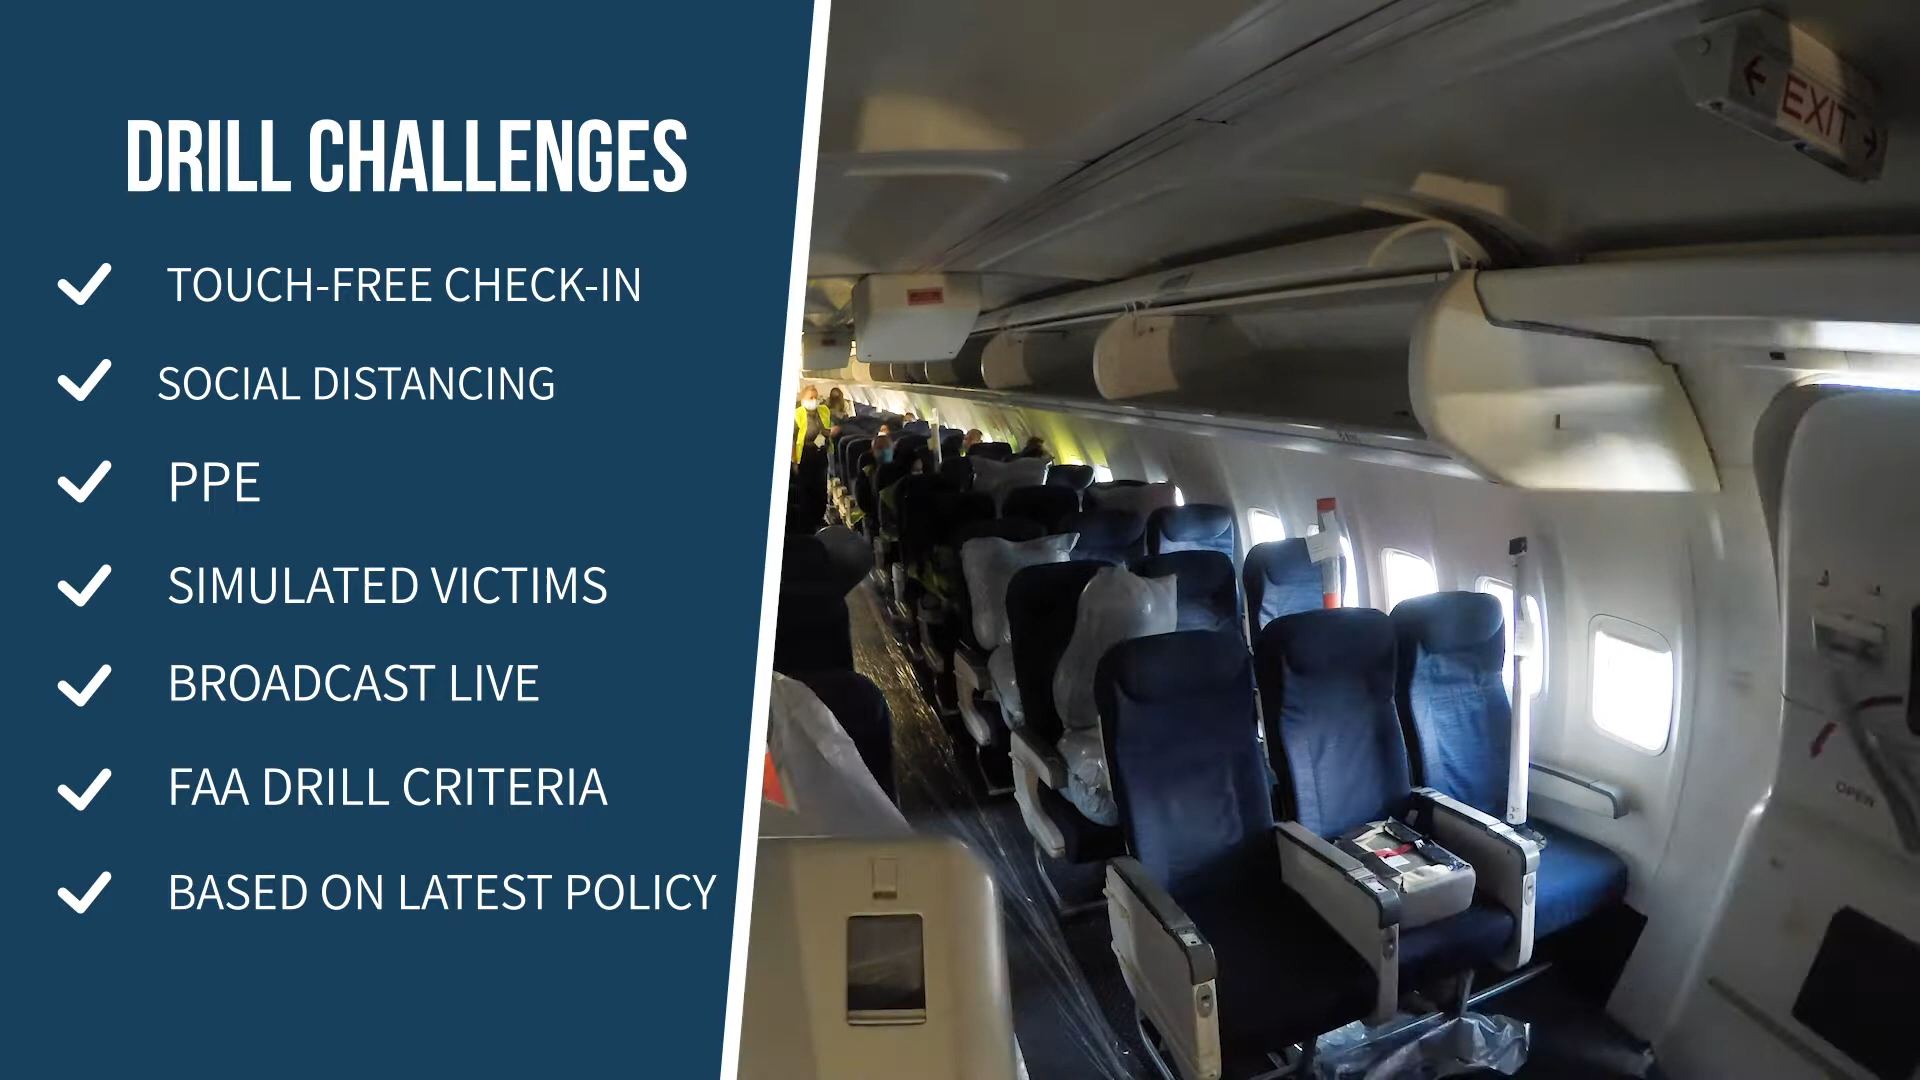 DRILL CHALLENGES
TOUCH-FREE CHECK-IN
SOCIAL DISTANCING
PPE
SIMULATED VICTIMS
BROADCAST LIVE
FAA DRILL CRITERIA
BASED ON LATEST POLICY
← EXIT →
OPEN